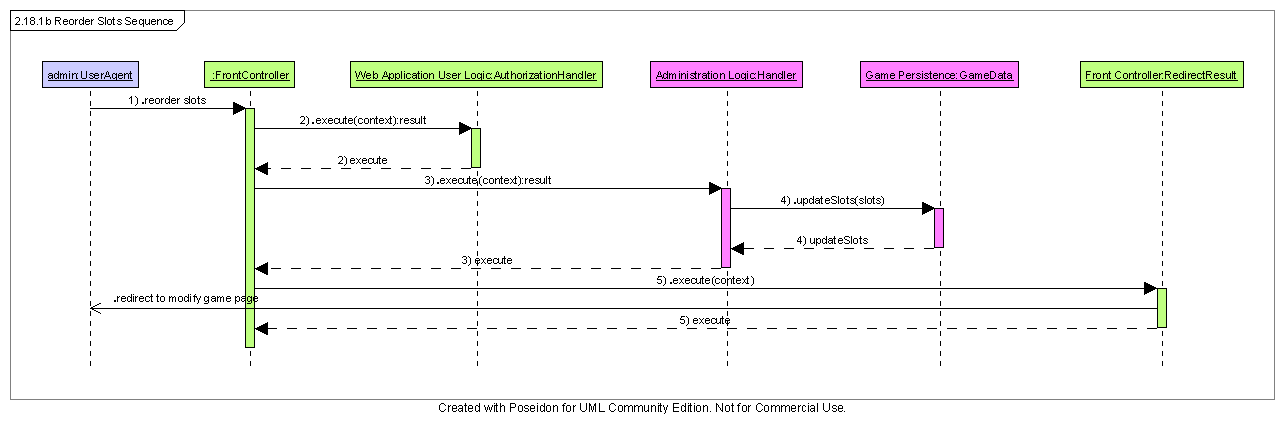 2.18.1b Reorder Slots Sequence
admin:UserAgent
:FrontController
Web Application User Logic:AuthorizationHandler
Administration Logic:Handler
Game Persistence:GameData
Front Controller:RedirectResult
1) .reorder slots
2) .execute(context):result
2) execute
3) .execute(context):result
4) .updateSlots(slots)
4) updateSlots
3) execute
5) .execute(context)
.redirect to modify game page
5) execute
Created with Poseidon for UML Community Edition. Not for Commercial Use.